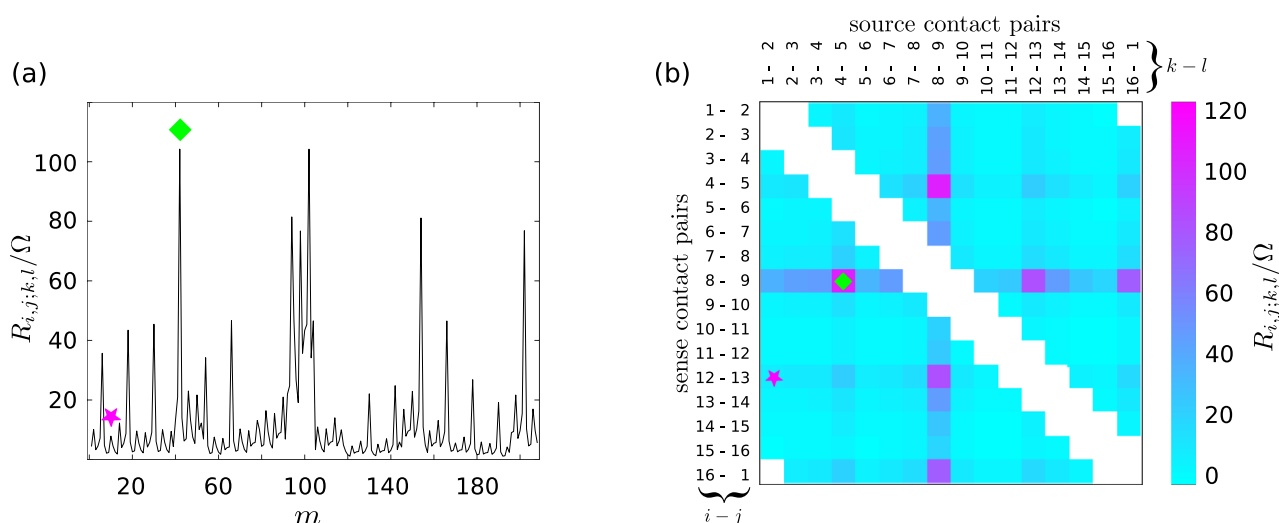 (a)
100
80
60
40
20
R_{i,j;k,l}/Ω
20 60 100 140 180
m
(b)
source contact pairs
1 - 2
2 - 3
3 - 4
4 - 5
5 - 6
6 - 7
7 - 8
8 - 9
9 - 10
10 - 11
11 - 12
12 - 13
13 - 14
14 - 15
15 - 16
16 - 1
} k − l
sense contact pairs
1 - 2
2 - 3
3 - 4
4 - 5
5 - 6
6 - 7
7 - 8
8 - 9
9 - 10
10 - 11
11 - 12
12 - 13
13 - 14
14 - 15
15 - 16
16 - 1
i − j
120
100
80
60
40
20
0
R_{i,j;k,l}/Ω